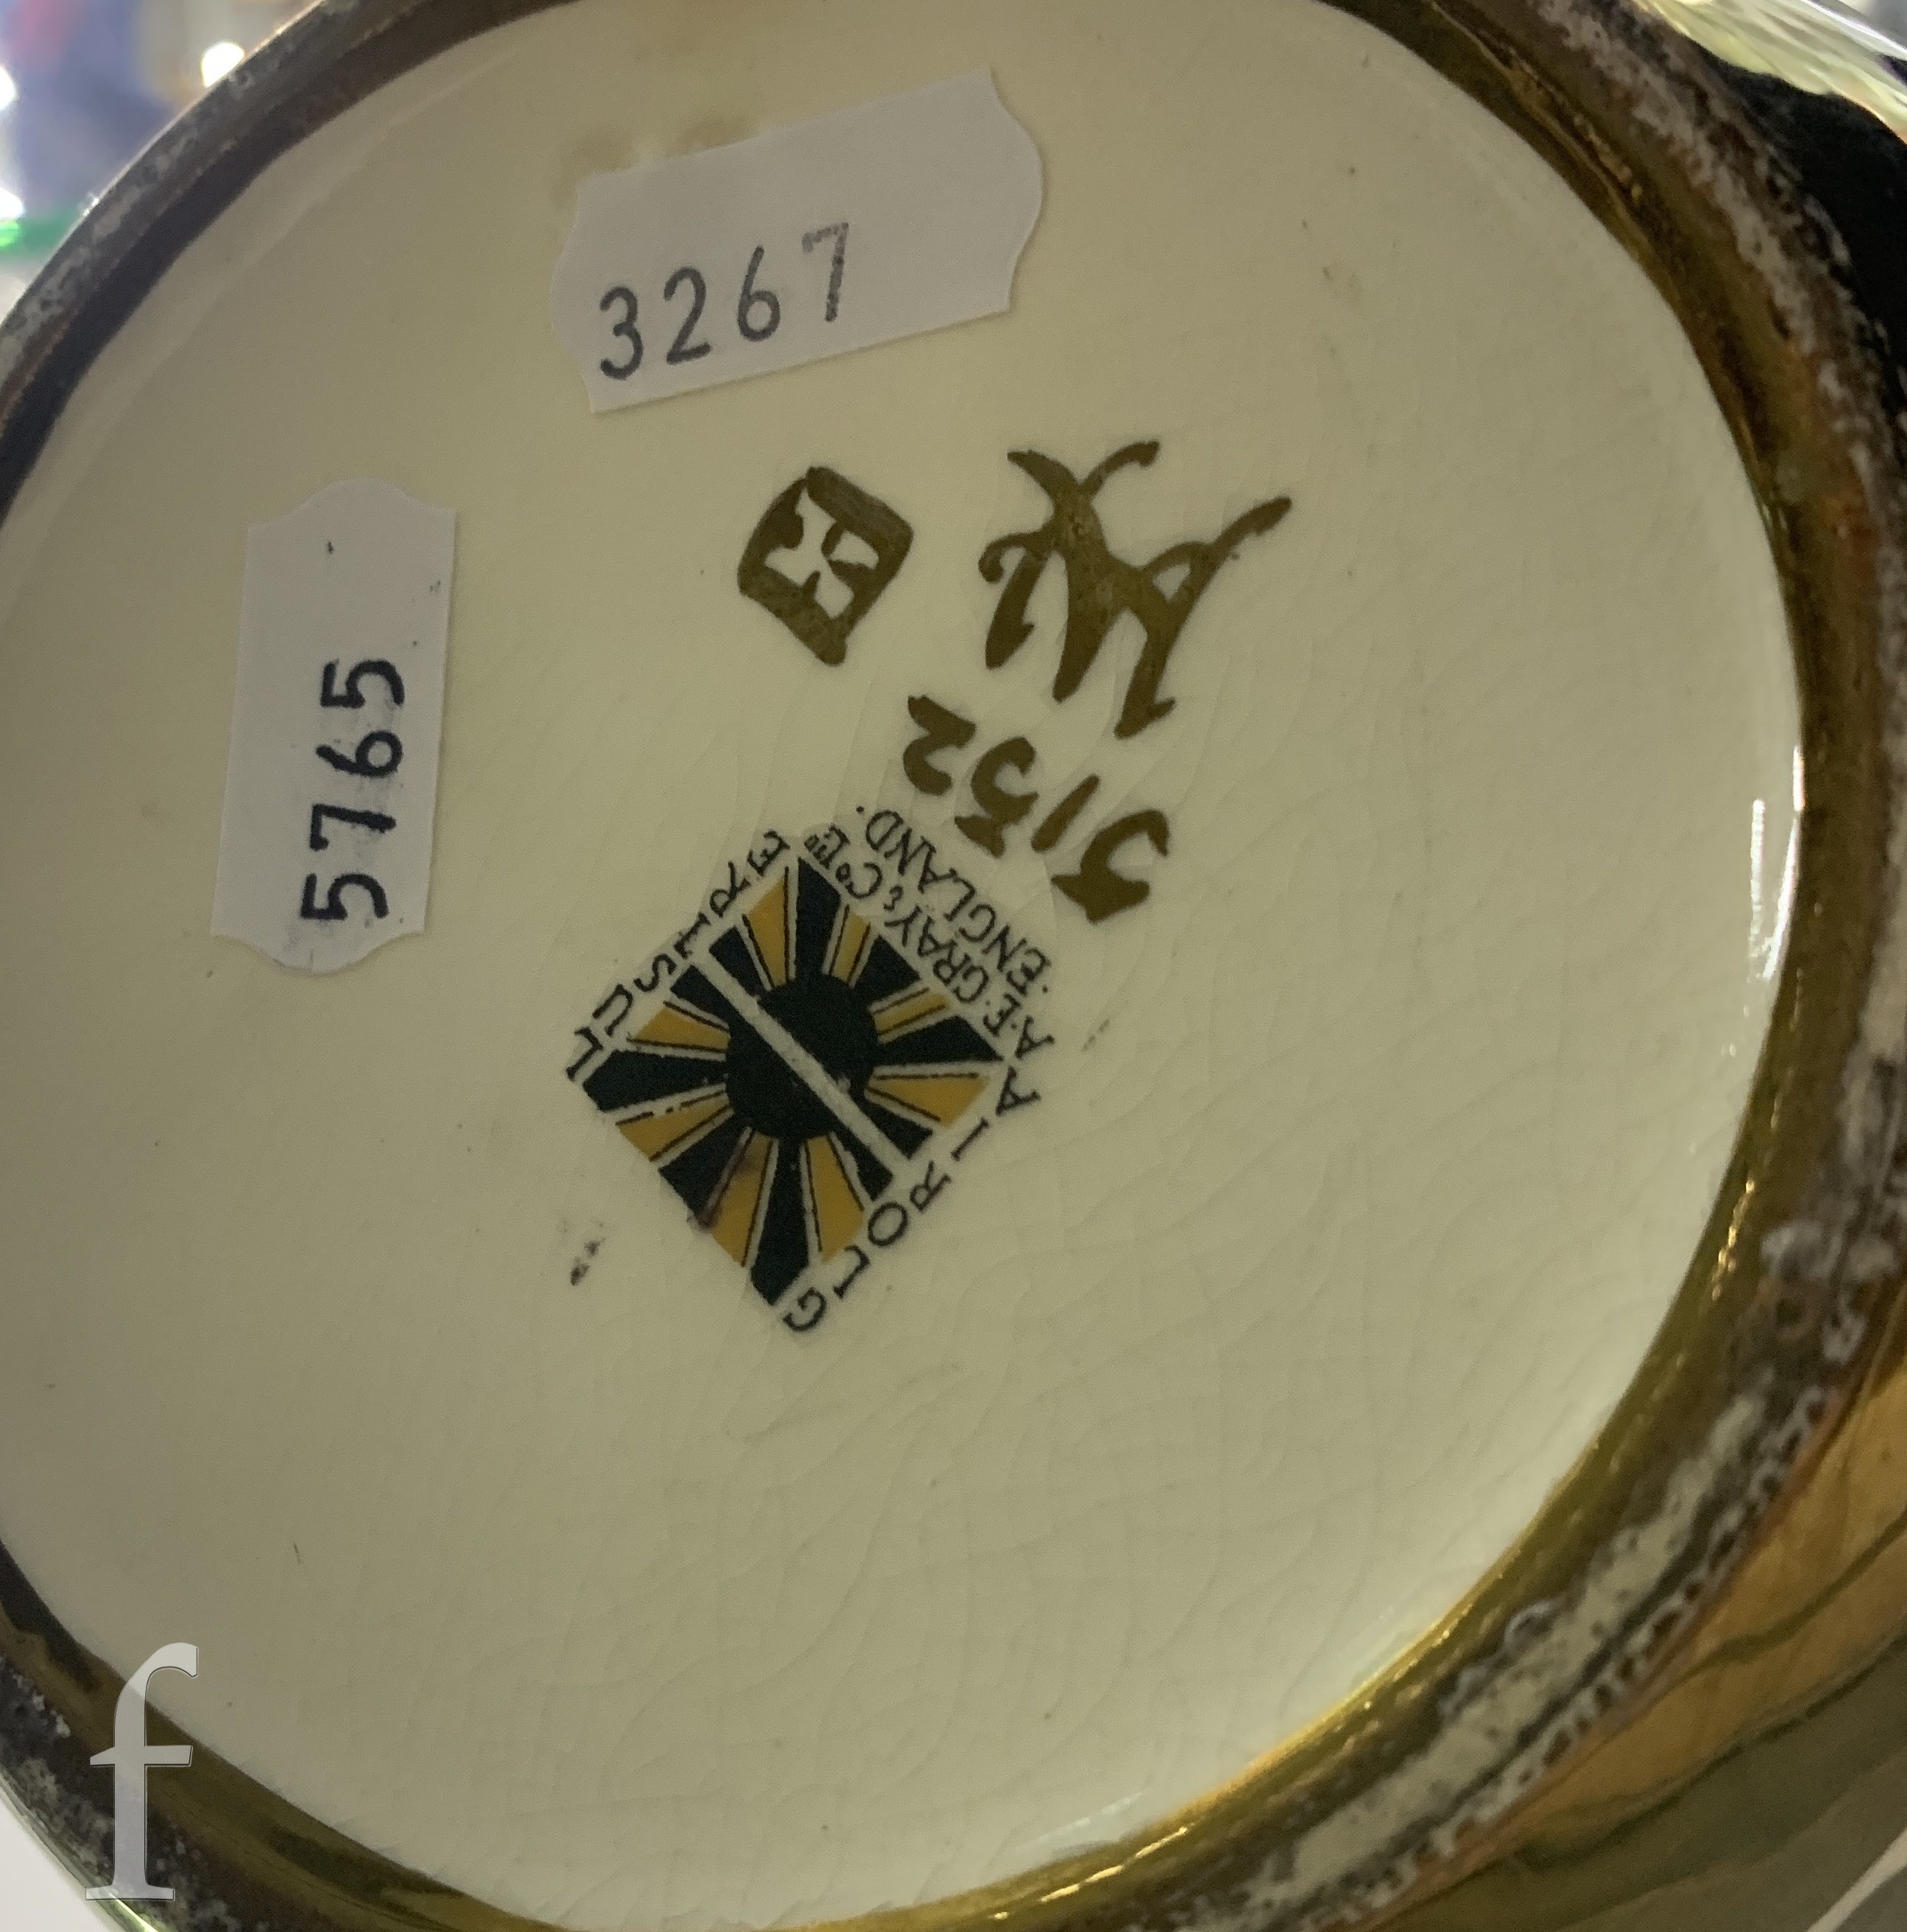 3267
5765
5152
GLORIA
LUSTRE
A.E. GRAY & Co. LTD
ENGLAND.
f